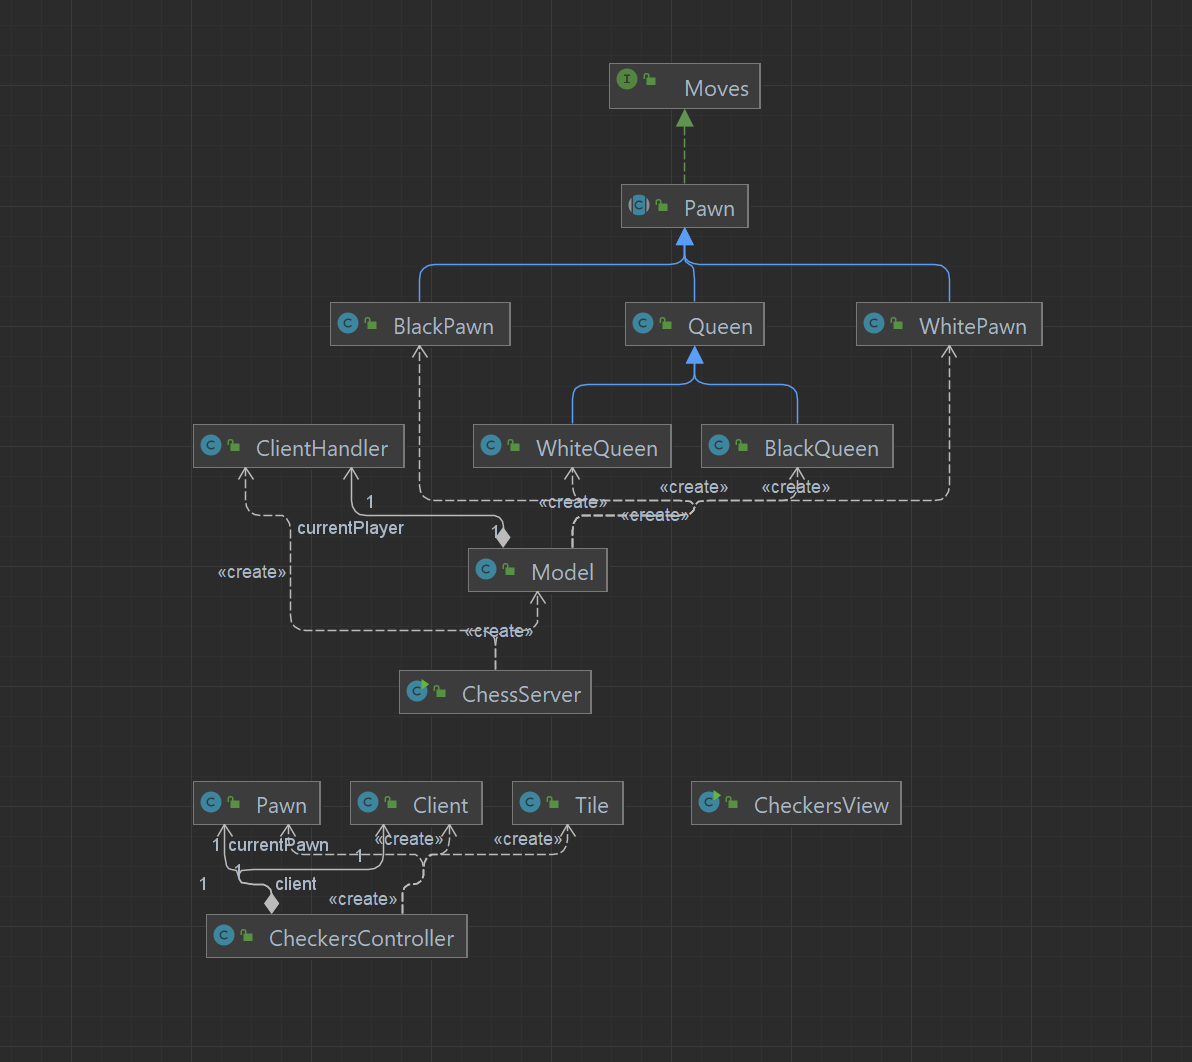 Moves
Pawn
BlackPawn
Queen
WhitePawn
ClientHandler
WhiteQueen
BlackQueen
«create»
«create»
«create»
«create»
1
currentPlayer
1
«create»
Model
«create»
ChessServer
Pawn
Client
Tile
CheckersView
1
currentPawn
«create»
«create»
1
1
1
client
«create»
CheckersController